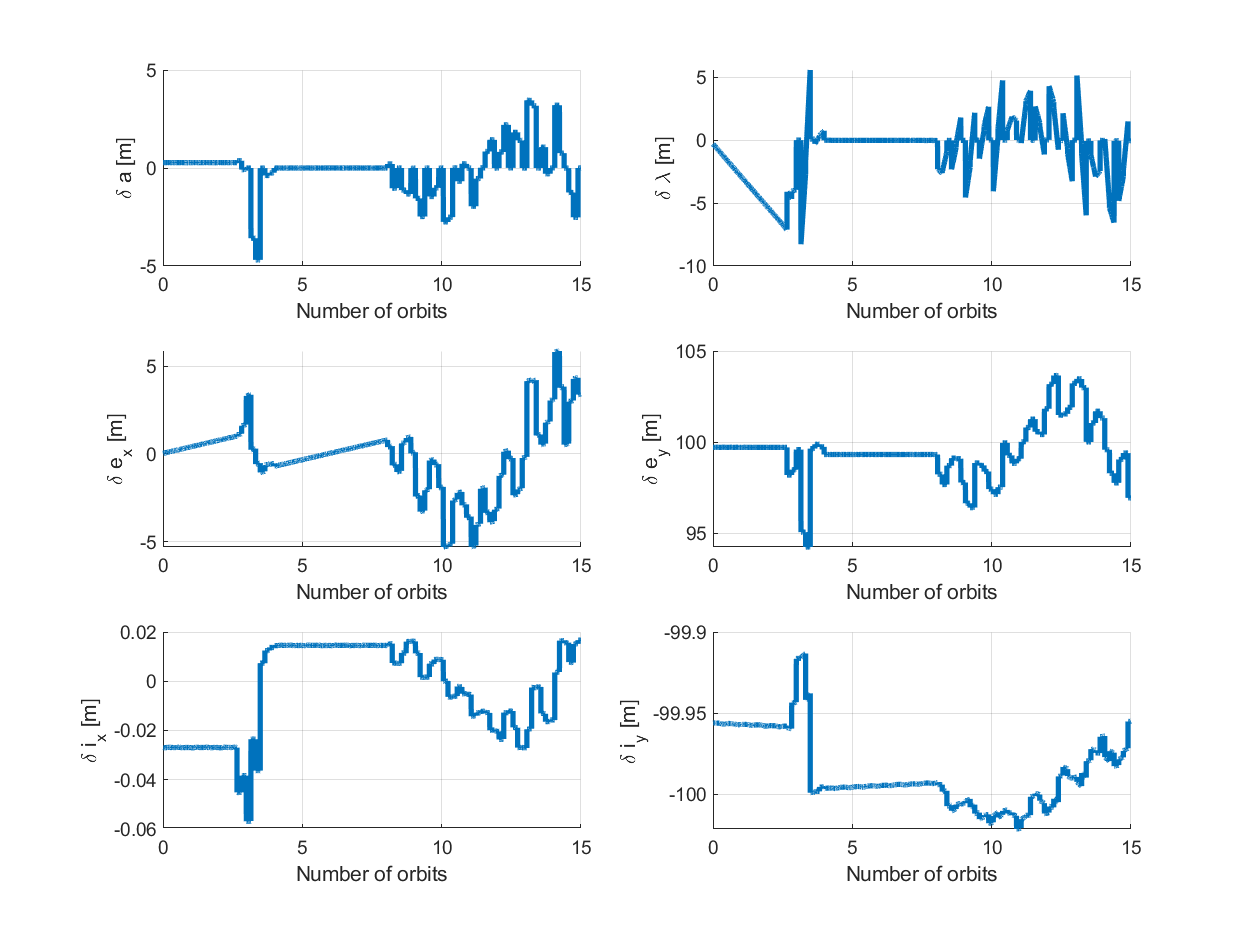 5
0
-5
δ a [m]
0 5 10 15
Number of orbits
5
0
-5
-10
δ λ [m]
0 5 10 15
Number of orbits
5
0
-5
δ e_x [m]
0 5 10 15
Number of orbits
105
100
95
δ e_y [m]
0 5 10 15
Number of orbits
0.02
0
-0.02
-0.04
-0.06
δ i_x [m]
0 5 10 15
Number of orbits
-99.9
-99.95
-100
δ i_y [m]
0 5 10 15
Number of orbits